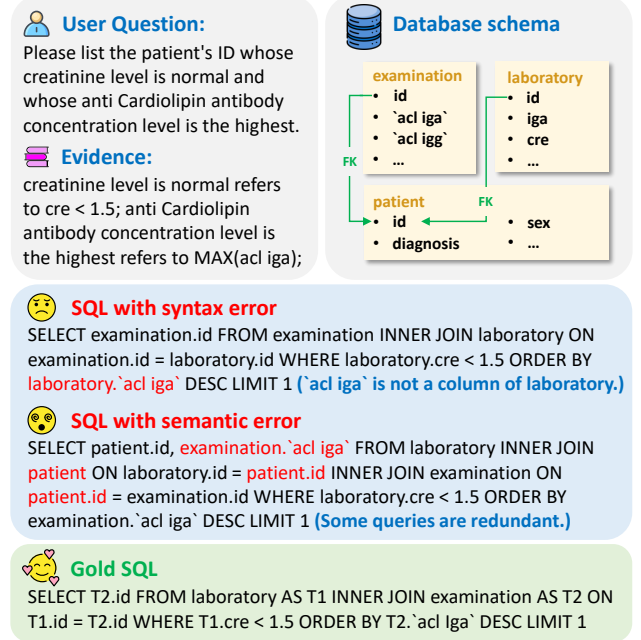 User Question:
Please list the patient's ID whose
creatinine level is normal and
whose anti Cardiolipin antibody
concentration level is the highest.
Evidence:
creatinine level is normal refers
to cre < 1.5; anti Cardiolipin
antibody concentration level is
the highest refers to MAX(acl iga);
Database schema
examination
• id
• `acl iga`
• `acl igg`
• ...
laboratory
• id
• iga
• cre
• ...
FK
FK
patient
• id
• diagnosis
• sex
• ...
SQL with syntax error
SELECT examination.id FROM examination INNER JOIN laboratory ON
examination.id = laboratory.id WHERE laboratory.cre < 1.5 ORDER BY
laboratory.`acl iga` DESC LIMIT 1 (`acl iga` is not a column of laboratory.)
SQL with semantic error
SELECT patient.id, examination.`acl iga` FROM laboratory INNER JOIN
patient ON laboratory.id = patient.id INNER JOIN examination ON
patient.id = examination.id WHERE laboratory.cre < 1.5 ORDER BY
examination.`acl iga` DESC LIMIT 1 (Some queries are redundant.)
Gold SQL
SELECT T2.id FROM laboratory AS T1 INNER JOIN examination AS T2 ON
T1.id = T2.id WHERE T1.cre < 1.5 ORDER BY T2.`acl Iga` DESC LIMIT 1